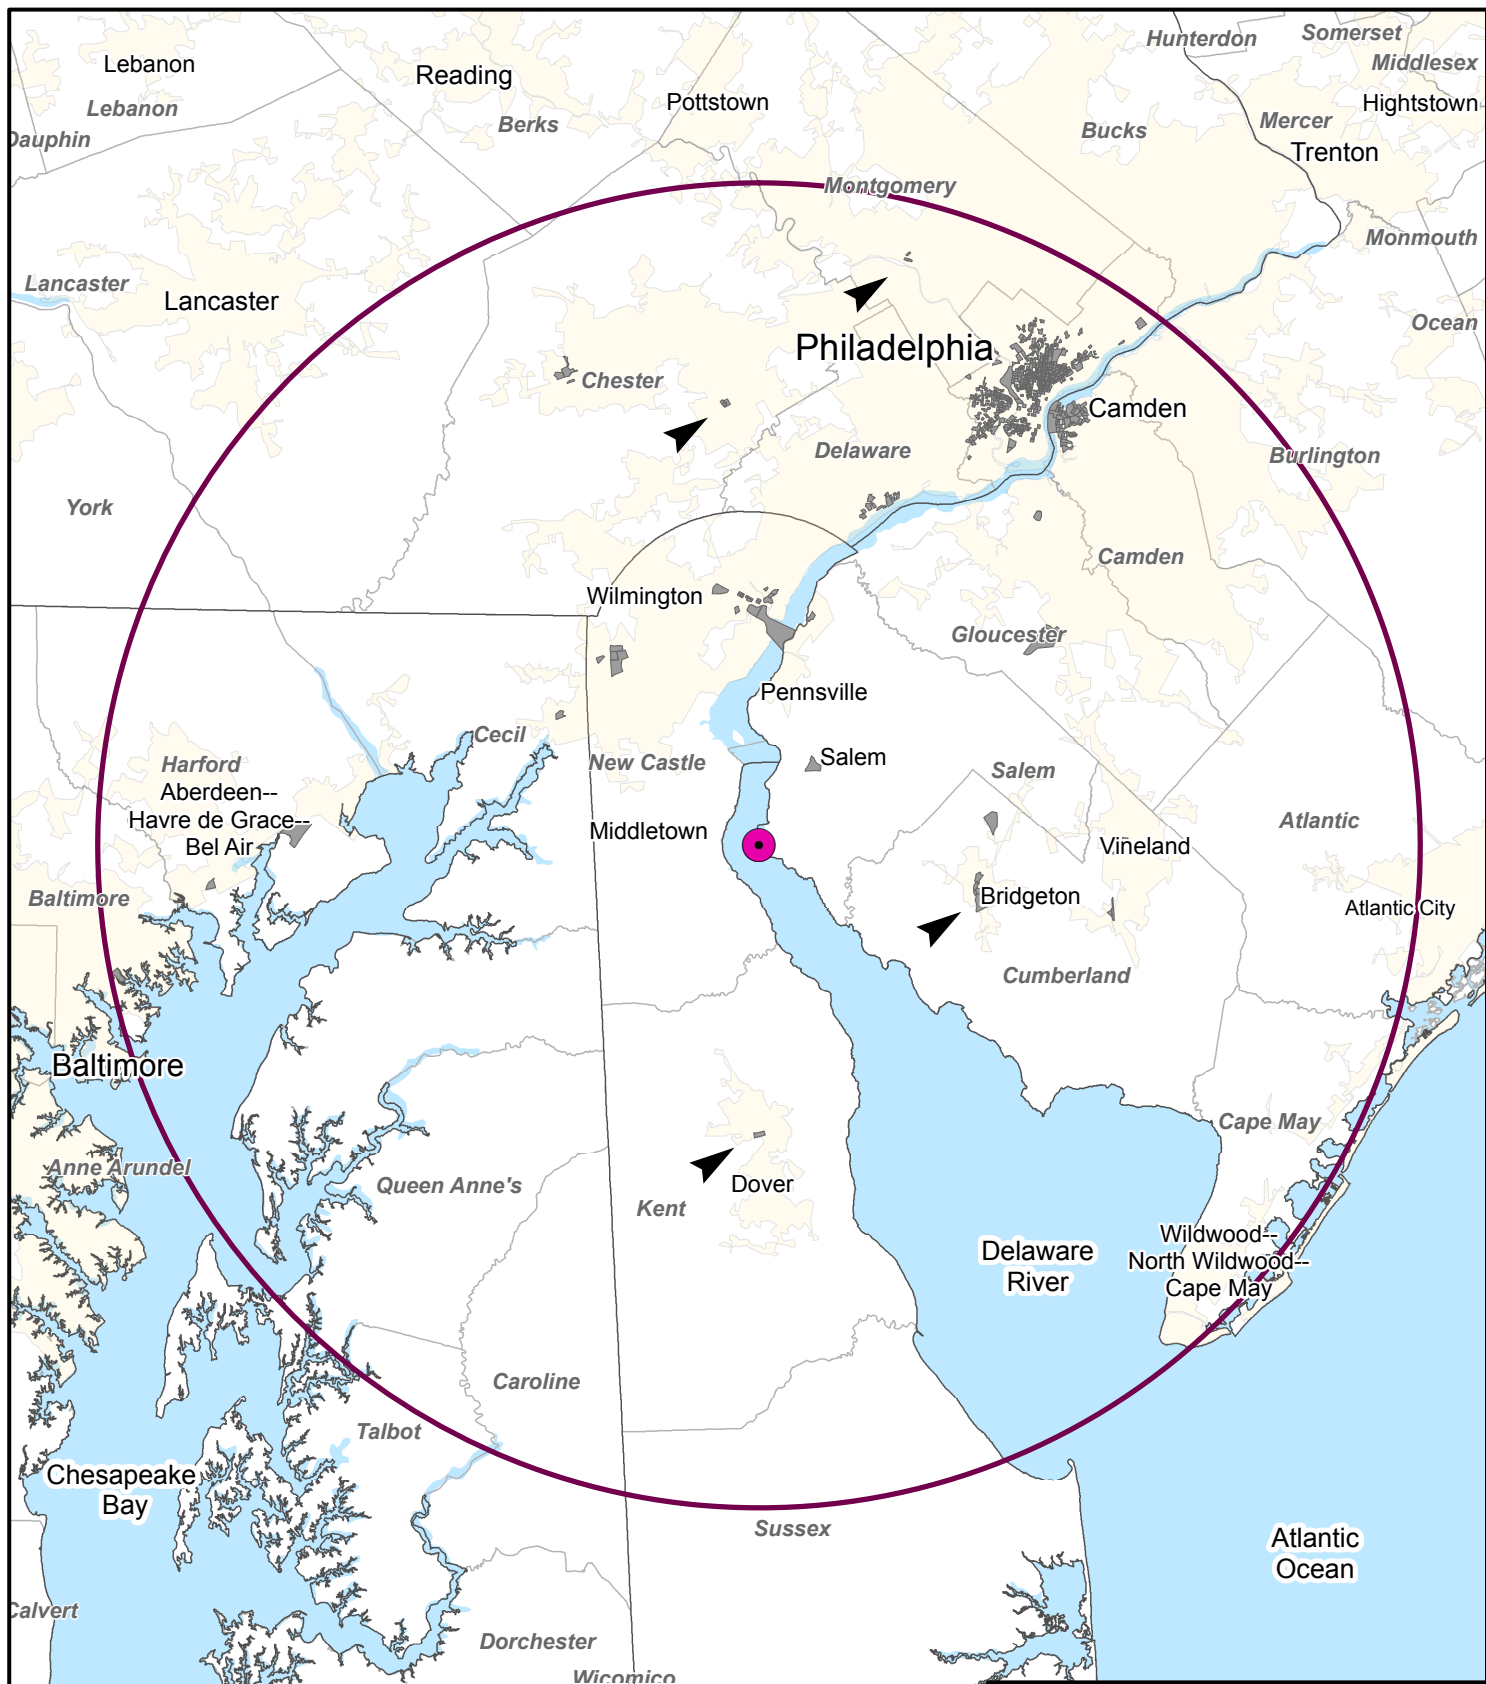 Hunterdon
Somerset
Middlesex
Lebanon
Reading
Pottstown
Hightstown
Lebanon
Berks
Bucks
Mercer
Dauphin
Trenton
Montgomery
Monmouth
Lancaster
Lancaster
Ocean
Philadelphia
Chester
Camden
Delaware
Burlington
York
Camden
Wilmington
Gloucester
Pennsville
Cecil
New Castle
Salem
Salem
Harford
Aberdeen--
Havre de Grace--
Bel Air
Middletown
Atlantic
Vineland
Baltimore
Bridgeton
Atlantic City
Cumberland
Baltimore
Cape May
Anne Arundel
Queen Anne's
Kent
Dover
Delaware
River
Wildwood--
North Wildwood--
Cape May
Caroline
Talbot
Chesapeake
Bay
Sussex
Atlantic
Ocean
Calvert
Dorchester
Wicomico